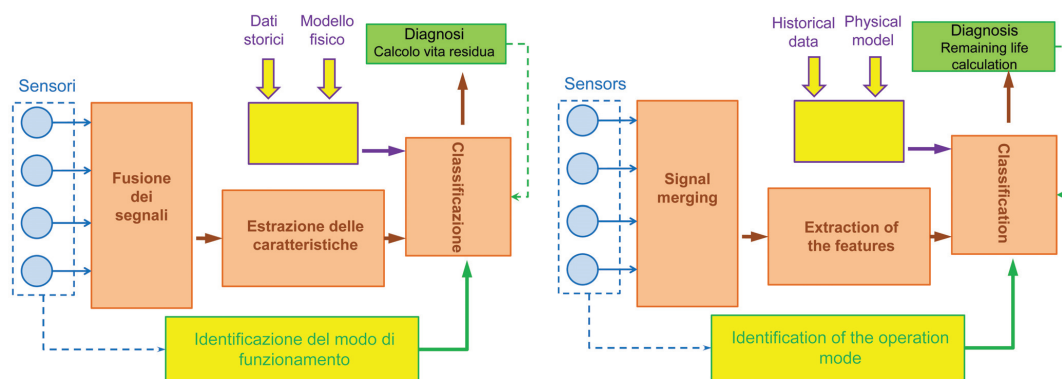 Dati
storici
Modello
fisico
Diagnosi
Calcolo vita residua
Sensori
Fusione
dei
segnali
Estrazione delle
caratteristiche
Classificazione
Identificazione del modo di
funzionamento
Historical
data
Physical
model
Diagnosis
Remaining life
calculation
Sensors
Signal
merging
Extraction of
the features
Classification
Identification of the operation
mode